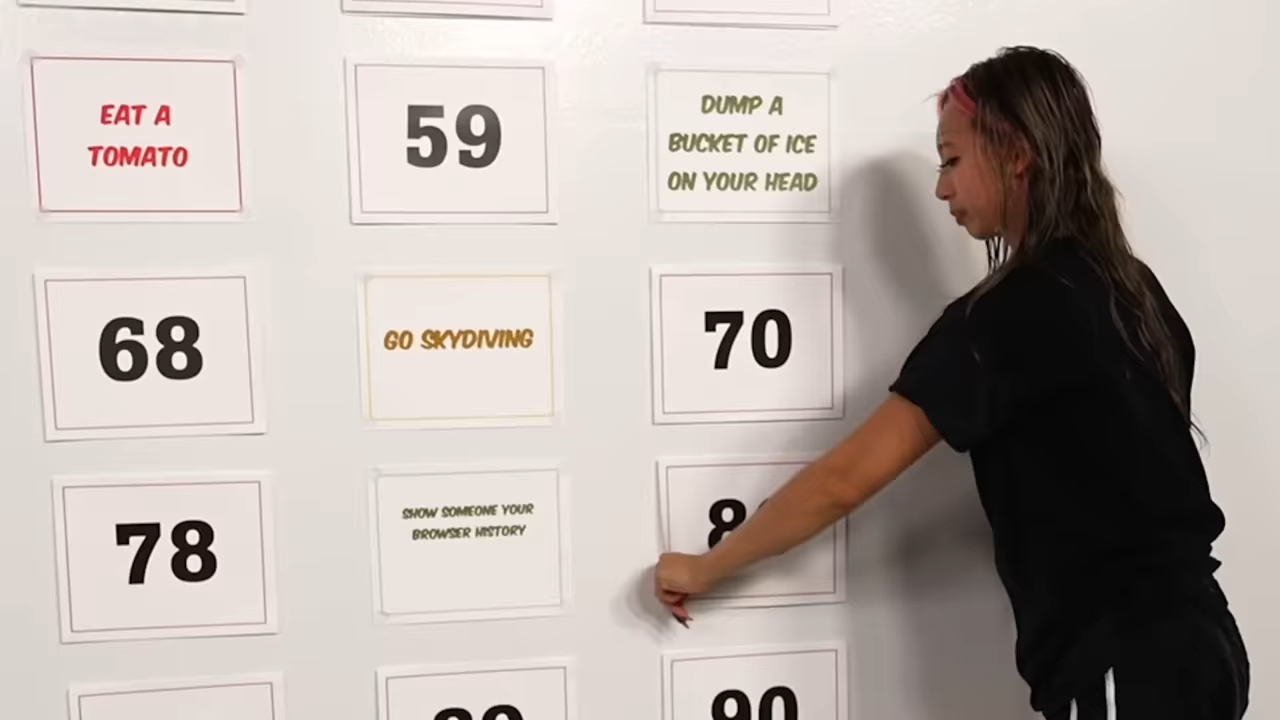 EAT A
TOMATO
59
DUMP A
BUCKET OF ICE
ON YOUR HEAD
68
GO SKYDIVING
70
78
SHOW SOMEONE YOUR
BROWSER HISTORY
90